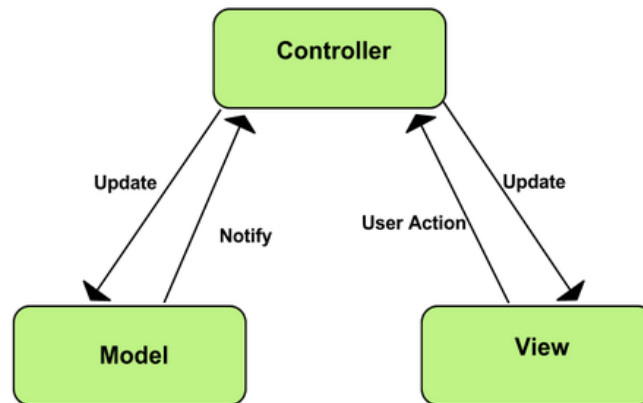 Controller
Update
Update
User Action
Notify
Model
View